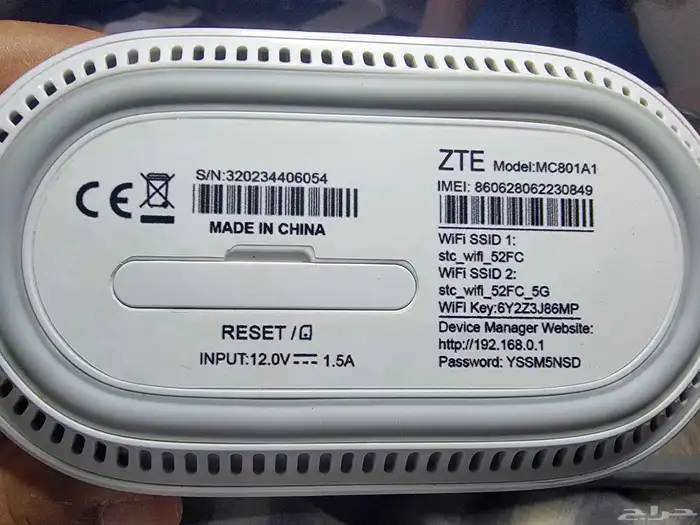 S/N:320234406054
MADE IN CHINA
RESET /
INPUT:12.0V 1.5A
ZTE Model:MC801A1
IMEI: 860628062230849
WiFi SSID 1:
stc_wifi_52FC
WiFi SSID 2:
stc_wifi_52FC_5G
WiFi Key:6Y2Z3J86MP
Device Manager Website:
http://192.168.0.1
Password: YSSM5NSD
CE
حراج